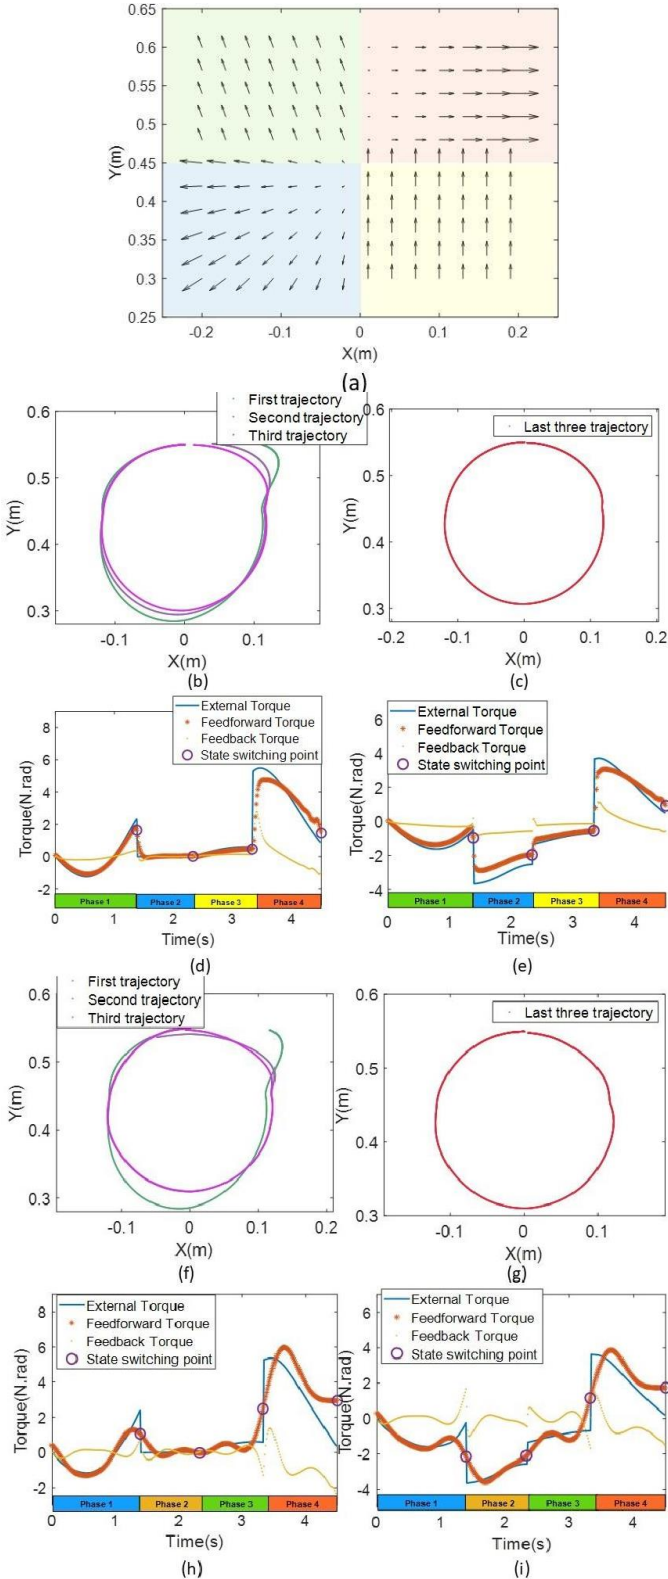 0.65
0.6
0.55
0.5
0.45
0.4
0.35
0.3
0.25
Y(m)
-0.2 -0.1 0 0.1 0.2
X(m)
(a)
First trajectory
Second trajectory
Third trajectory
0.6
0.5
0.4
0.3
Y(m)
-0.1 0 0.1
X(m)
(b)
Last three trajectory
0.6
0.5
0.4
0.3
Y(m)
-0.2 -0.1 0 0.1 0.2
X(m)
(c)
External Torque
Feedforward Torque
Feedback Torque
State switching point
8
6
4
2
0
-2
Torque(N.rad)
Phase 1 Phase 2 Phase 3 Phase 4
0 1 2 3 4
Time(s)
(d)
External Torque
Feedforward Torque
Feedback Torque
State switching point
6
4
2
0
-2
-4
Torque(N.rad)
Phase 1 Phase 2 Phase 3 Phase 4
0 1 2 3 4
Time(s)
(e)
First trajectory
Second trajectory
Third trajectory
0.6
0.5
0.4
0.3
Y(m)
-0.1 0 0.1 0.2
X(m)
(f)
Last three trajectory
0.6
0.5
0.4
0.3
Y(m)
-0.1 0 0.1
X(m)
(g)
External Torque
Feedforward Torque
Feedback Torque
State switching point
8
6
4
2
0
-2
Torque(N.rad)
Phase 1 Phase 2 Phase 3 Phase 4
0 1 2 3 4
Time(s)
(h)
External Torque
Feedforward Torque
Feedback Torque
State switching point
6
4
2
0
-2
-4
Torque(N.rad)
Phase 1 Phase 2 Phase 3 Phase 4
0 1 2 3 4
Time(s)
(i)